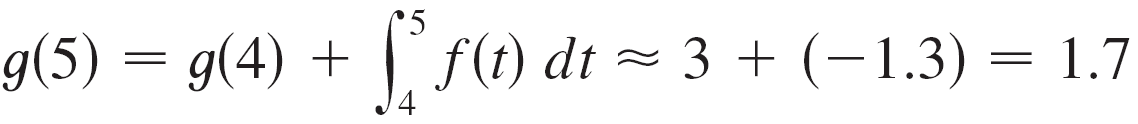 g(5) = g(4) + ∫₄⁵ f(t) dt ≈ 3 + (−1.3) = 1.7